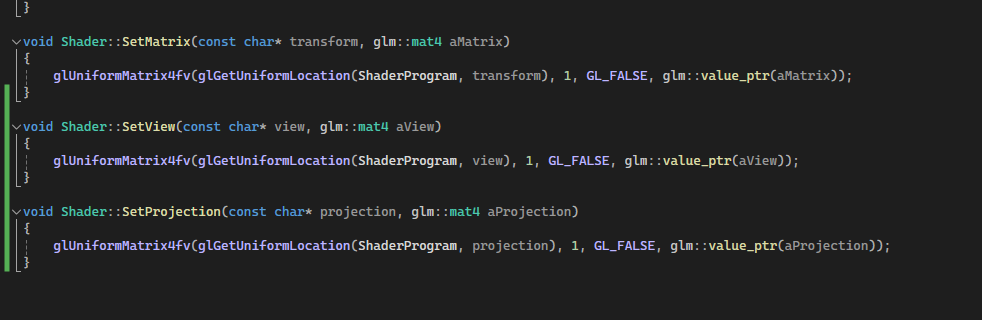 }
void Shader::SetMatrix(const char* transform, glm::mat4 aMatrix)
{
glUniformMatrix4fv(glGetUniformLocation(ShaderProgram, transform), 1, GL_FALSE, glm::value_ptr(aMatrix));
}
void Shader::SetView(const char* view, glm::mat4 aView)
{
glUniformMatrix4fv(glGetUniformLocation(ShaderProgram, view), 1, GL_FALSE, glm::value_ptr(aView));
}
void Shader::SetProjection(const char* projection, glm::mat4 aProjection)
{
glUniformMatrix4fv(glGetUniformLocation(ShaderProgram, projection), 1, GL_FALSE, glm::value_ptr(aProjection));
}